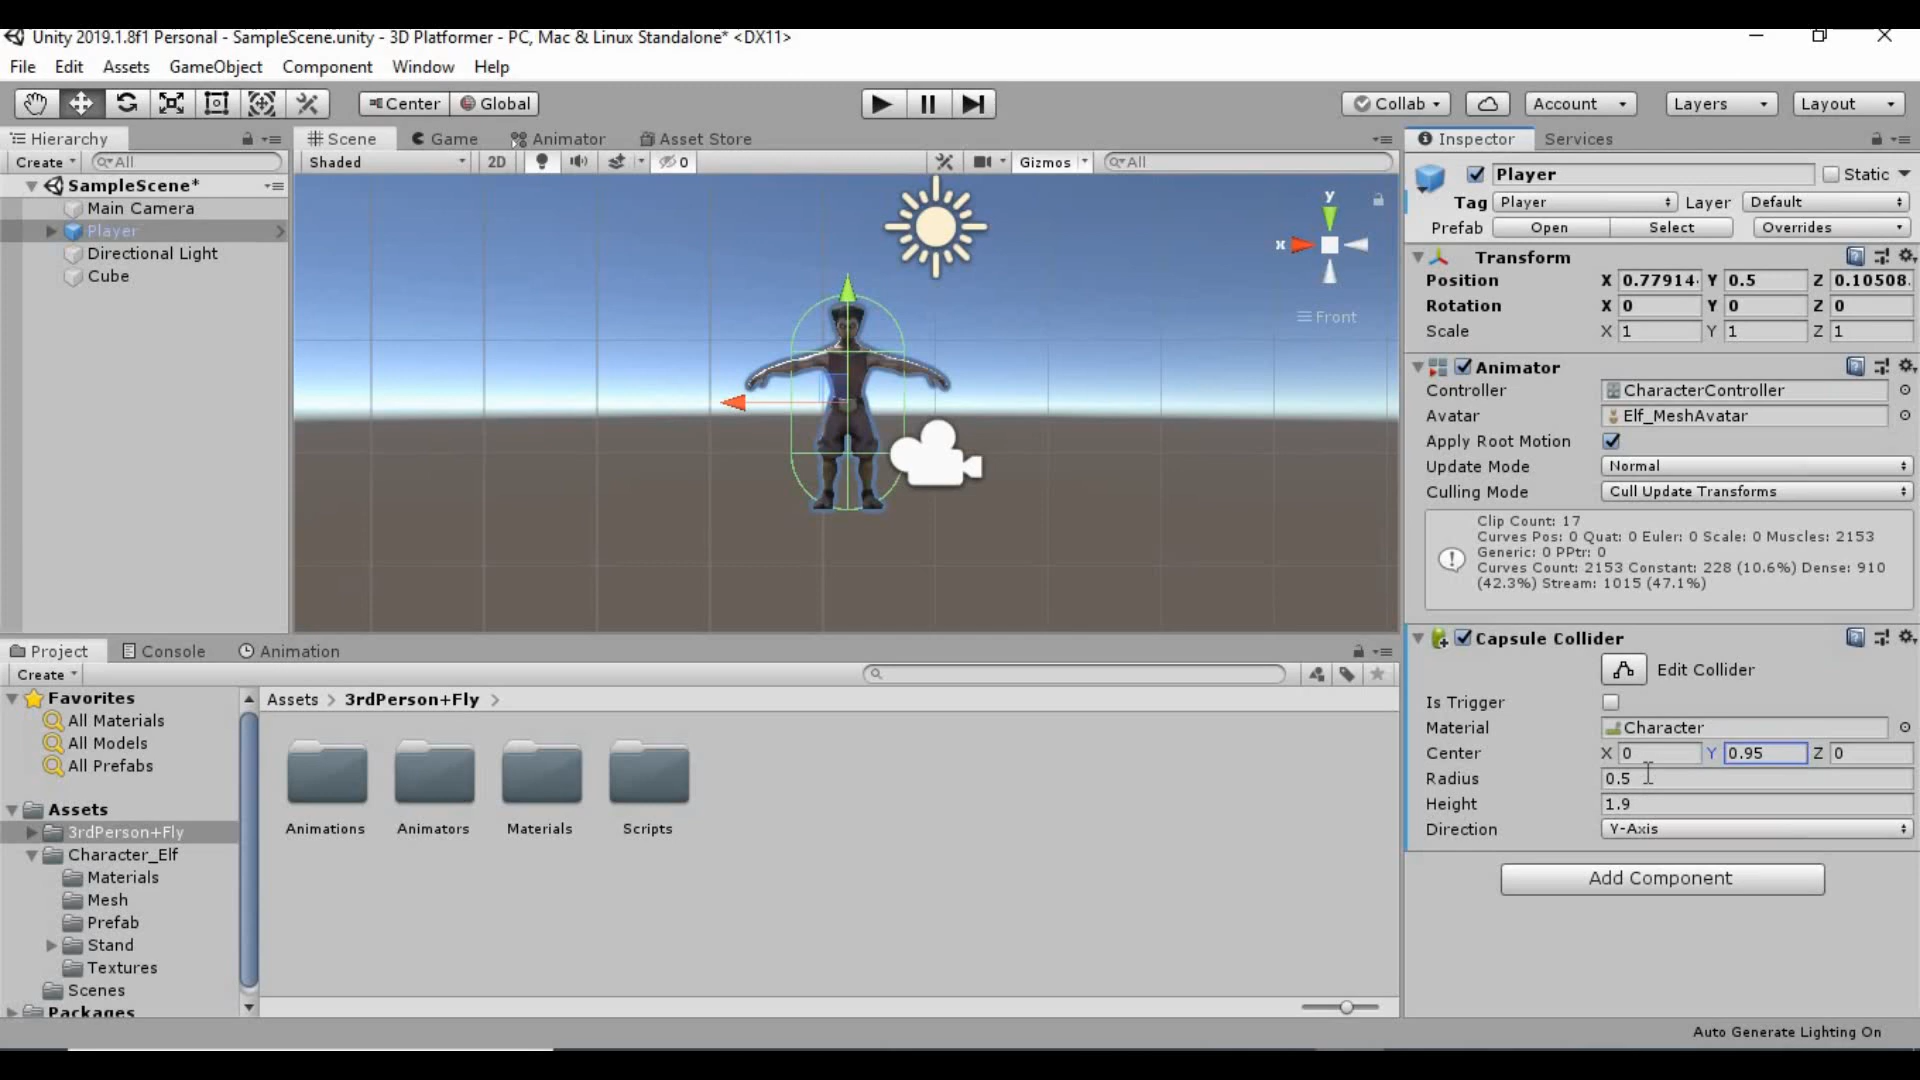 Unity 2019.1.8f1 Personal - SampleScene.unity - 3D Platformer - PC, Mac & Linux Standalone* <DX11>
File Edit Assets GameObject Component Window Help
Center Global Collab Account Layers Layout
Hierarchy
Create All
SampleScene*
Main Camera
Player
Directional Light
Cube
Scene Game Animator Asset Store
Shaded 2D 0 Gizmos All
y
x
Front
Inspector Services
Player Static
Tag Player Layer Default
Prefab Open Select Overrides
Transform
Position X 0.77914 Y 0.5 Z 0.10508
Rotation X 0 Y 0 Z 0
Scale X 1 Y 1 Z 1
Animator
Controller CharacterController
Avatar Elf_MeshAvatar
Apply Root Motion
Update Mode Normal
Culling Mode Cull Update Transforms
Clip Count: 17
Curves Pos: 0 Quat: 0 Euler: 0 Scale: 0 Muscles: 2153
Generic: 0 PPtr: 0
Curves Count: 2153 Constant: 228 (10.6%) Dense: 910
(42.3%) Stream: 1015 (47.1%)
Capsule Collider
Edit Collider
Is Trigger
Material Character
Center X 0 Y 0.95 Z 0
Radius 0.5
Height 1.9
Direction Y-Axis
Add Component
Project Console Animation
Create
Favorites
All Materials
All Models
All Prefabs
Assets
3rdPerson+Fly
Character_Elf
Materials
Mesh
Prefab
Stand
Textures
Scenes
Packages
Assets > 3rdPerson+Fly >
Animations Animators Materials Scripts
Auto Generate Lighting On